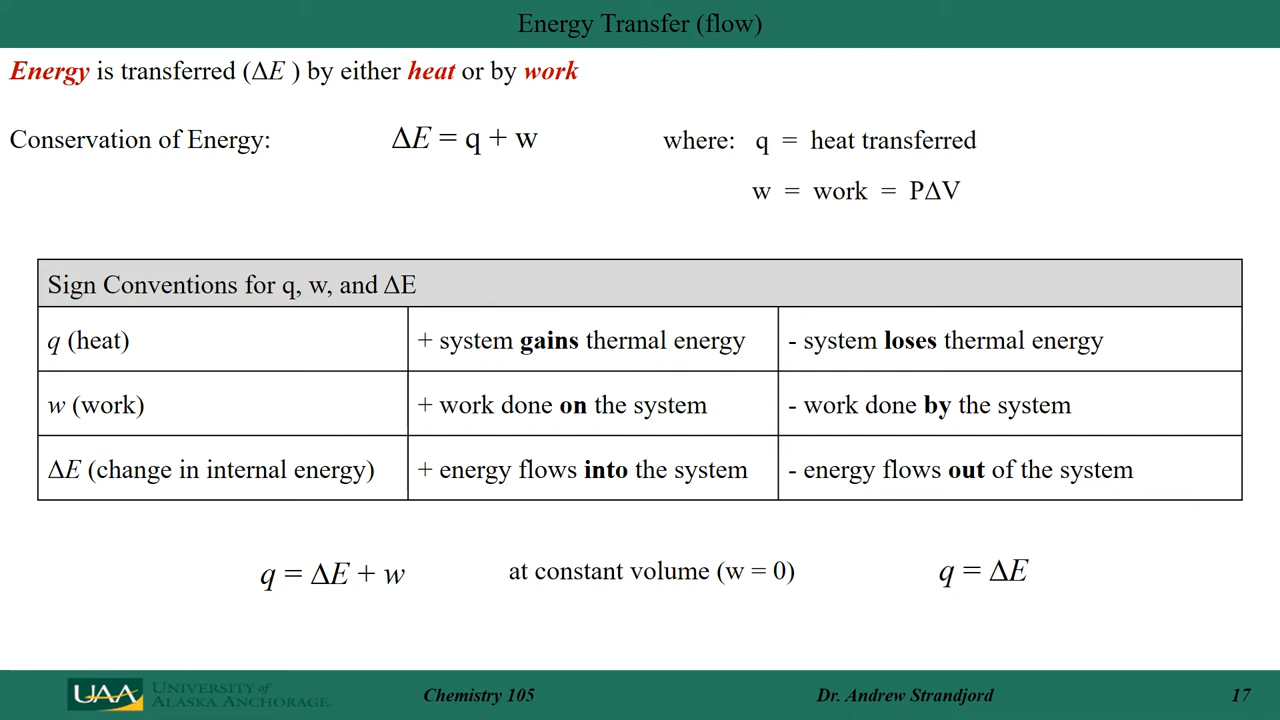 Energy Transfer (flow)
Energy is transferred (ΔE ) by either heat or by work
Conservation of Energy: ΔE = q + w where: q = heat transferred
w = work = PΔV
Sign Conventions for q, w, and ΔE
q (heat) + system gains thermal energy - system loses thermal energy
w (work) + work done on the system - work done by the system
ΔE (change in internal energy) + energy flows into the system - energy flows out of the system
q = ΔE + w at constant volume (w = 0) q = ΔE
UAA UNIVERSITY of
ALASKA ANCHORAGE.
Chemistry 105 Dr. Andrew Strandjord 17